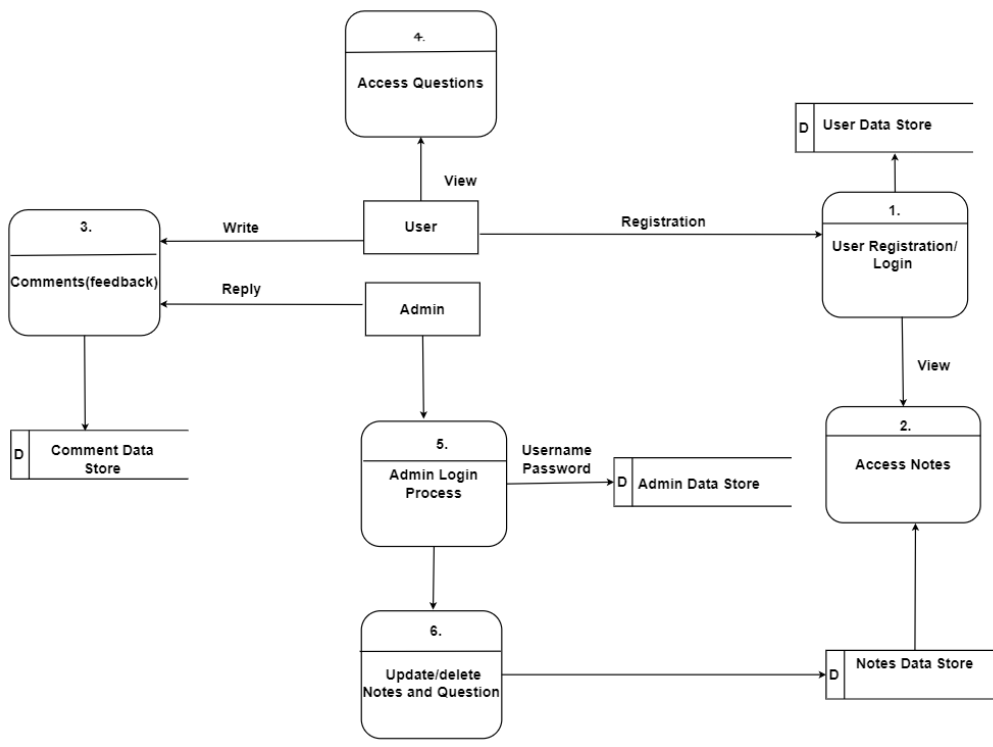 4.
Access Questions
D
User Data Store
View
3.
Write
User
Registration
1.
User Registration/
Login
Comments(feedback)
Reply
Admin
View
D
Comment Data
Store
5.
Admin Login
Process
Username
Password
D
Admin Data Store
2.
Access Notes
6.
Update/delete
Notes and Question
D
Notes Data Store